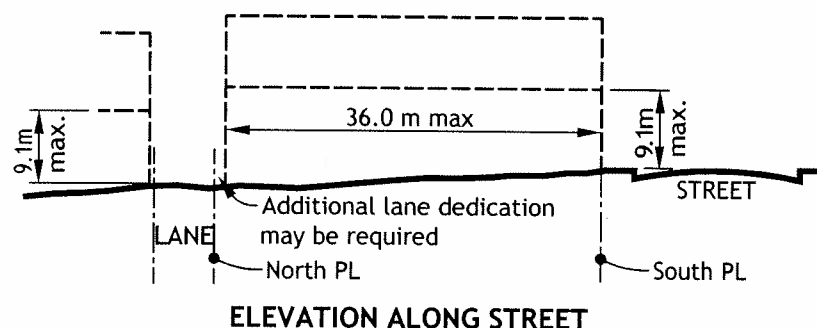 36.0 m max
9.1m
max.
9.1m
max.
STREET
Additional lane dedication
may be required
LANE
North PL
South PL
ELEVATION ALONG STREET